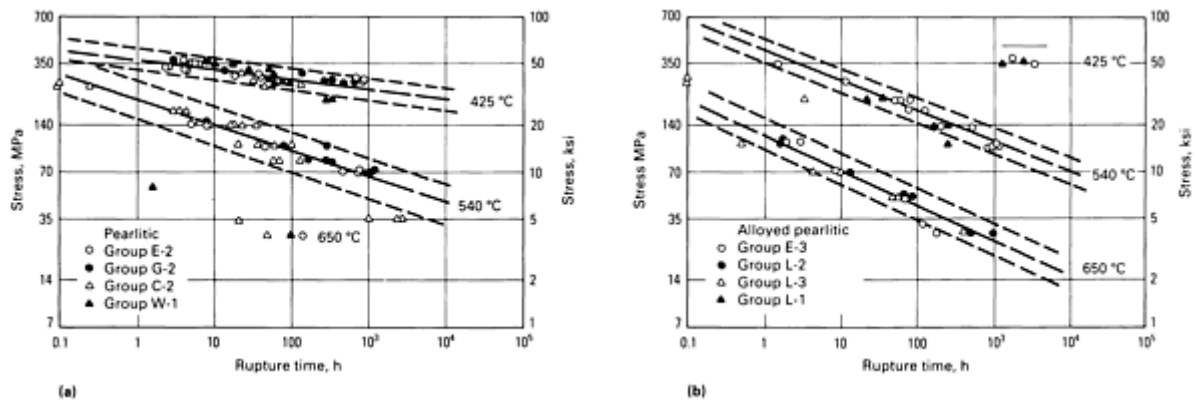 700
350
140
70
35
14
7
Stress, MPa
100
50
20
10
5
2
1
Stress, ksi
425 °C
540 °C
650 °C
Pearlitic
Group E-2
Group G-2
Group C-2
Group W-1
0.1
1
10
100
10³
10⁴
10⁵
Rupture time, h
(a)
700
350
140
70
35
14
7
Stress, MPa
100
50
20
10
5
2
1
Stress, ksi
425 °C
540 °C
650 °C
Alloyed pearlitic
Group E-3
Group L-2
Group L-3
Group L-1
0.1
1
10
100
10³
10⁴
10⁵
Rupture time, h
(b)